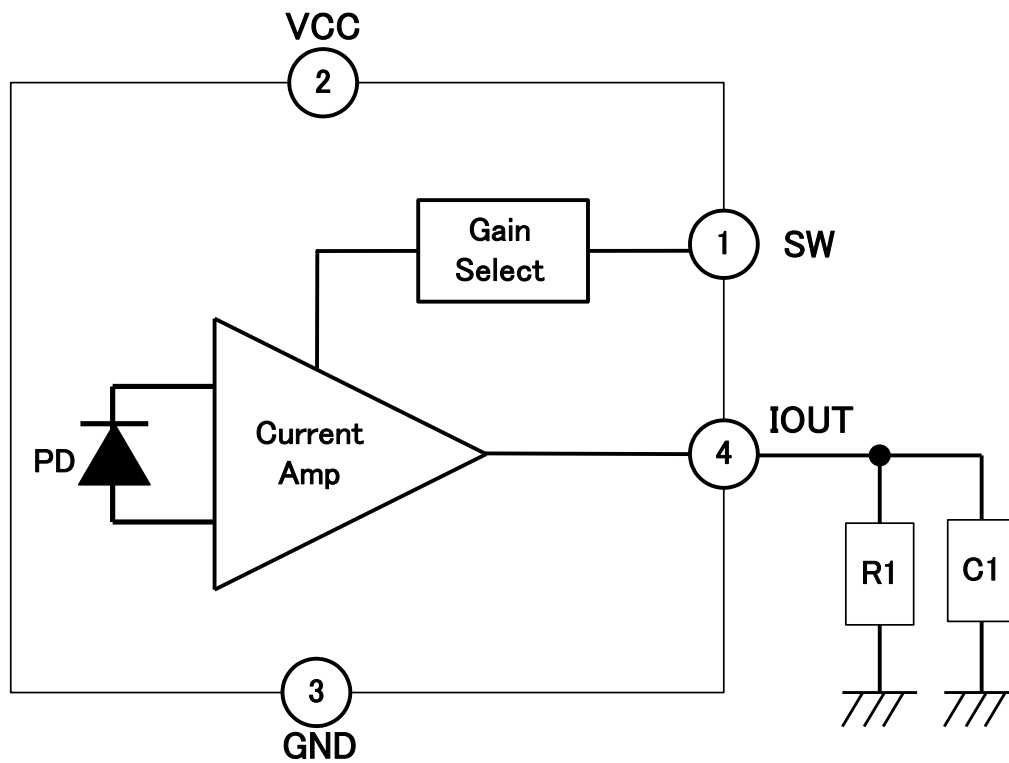 VCC
2
Gain
Select
1
SW
PD
Current
Amp
4
IOUT
R1
C1
3
GND